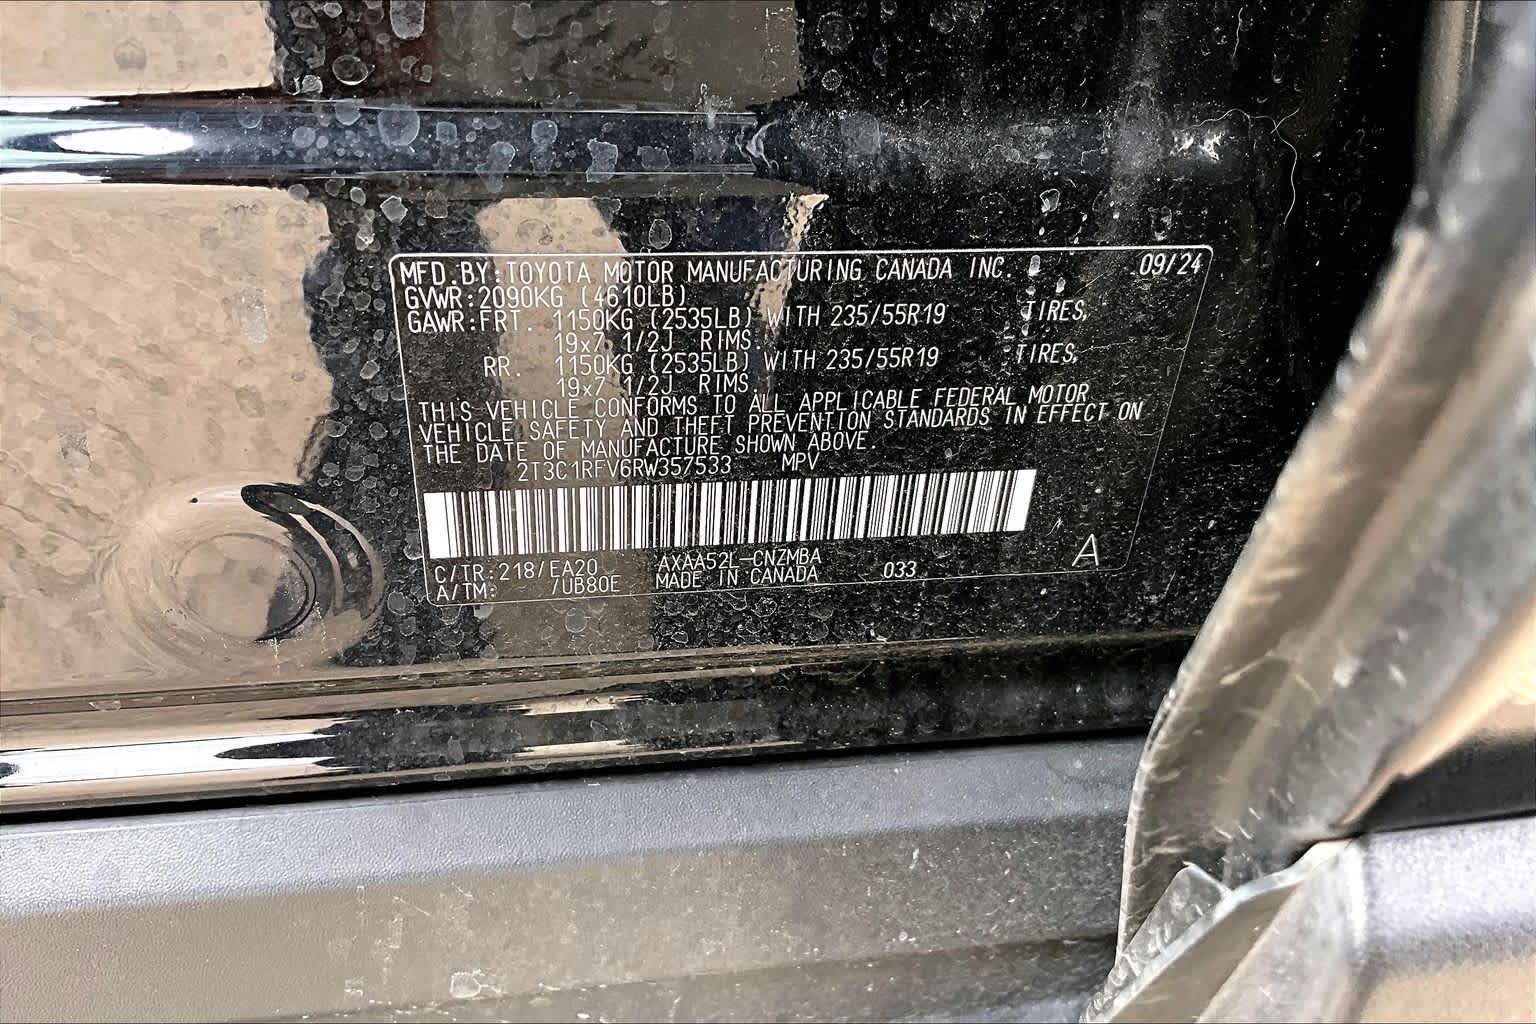 MFD.BY:TOYOTA MOTOR MANUFACTURING CANADA INC. 09/24
GVWR:2090KG (4610LB)
GAWR:FRT. 1150KG (2535LB) WITH 235/55R19 TIRES,
19x7 1/2J RIMS.
RR. 1150KG (2535LB) WITH 235/55R19 TIRES,
19x7 1/2J RIMS.
THIS VEHICLE CONFORMS TO ALL APPLICABLE FEDERAL MOTOR
VEHICLE SAFETY AND THEFT PREVENTION STANDARDS IN EFFECT ON
THE DATE OF MANUFACTURE SHOWN ABOVE.
2T3C1RFV6RW357533 MPV
C/TR:218/EA20 AXAA52L-CNZMBA
A/TM: /UB80E MADE IN CANADA 033 A